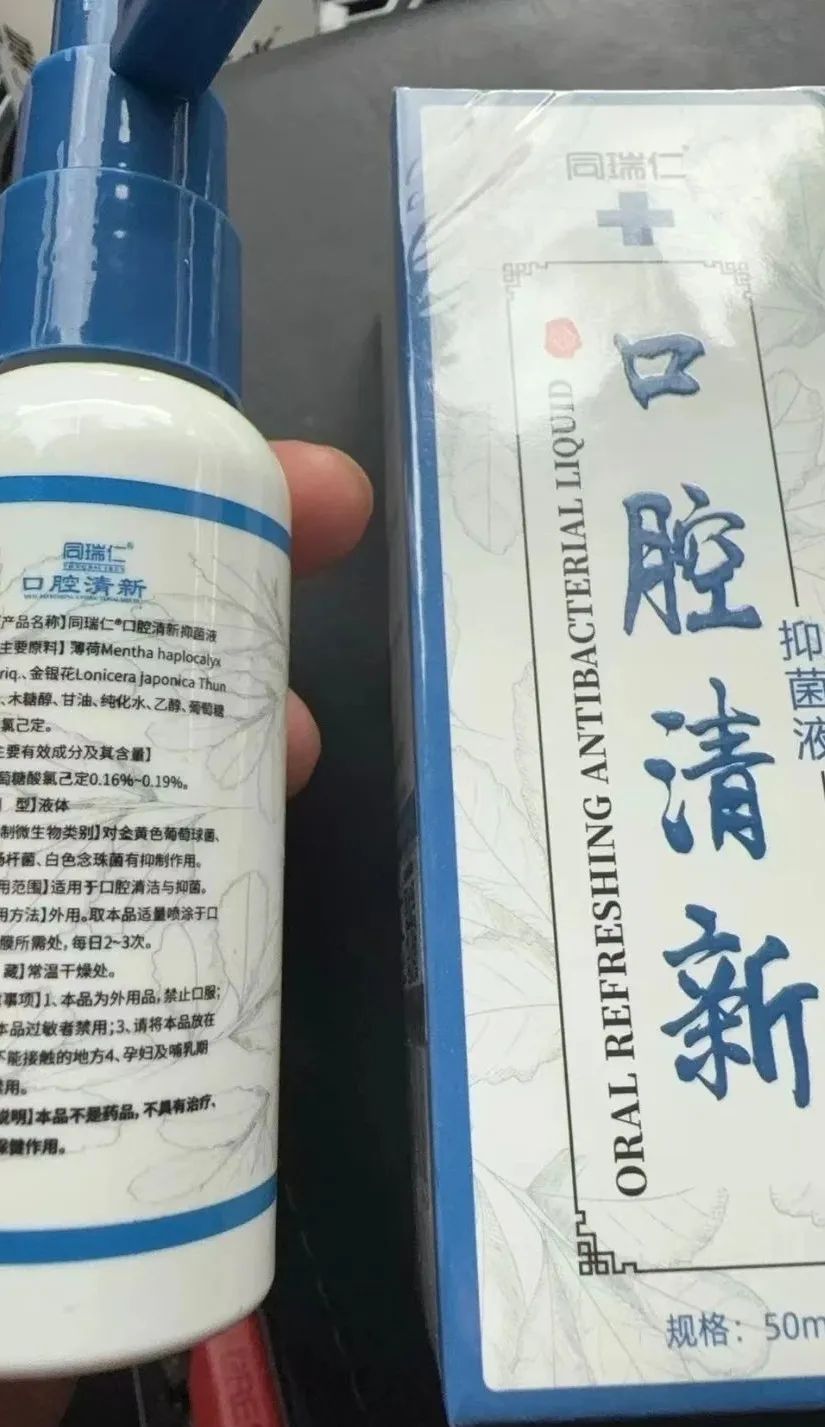 同瑞仁®
口腔清新
产品名称】同瑞仁®口腔清新抑菌液
主要原料】薄荷Mentha haplocalyx
riq.、金银花Lonicera japonica Thun
、木糖醇、甘油、纯化水、乙醇、葡萄糖
氯己定。
主要有效成分及其含量】
萄糖酸氯己定0.16%~0.19%。
型】液体
制微生物类别】对金黄色葡萄球菌、
肠杆菌、白色念珠菌有抑制作用。
用范围】适用于口腔清洁与抑菌。
用方法】外用。取本品适量喷涂于口
膜所需处，每日2~3次。
藏】常温干燥处。
事项】1、本品为外用品，禁止口服；
本品过敏者禁用；3、请将本品放在
不能接触的地方4、孕妇及哺乳期
禁用。
说明】本品不是药品，不具有治疗、
保健作用。
同瑞仁®
口腔清新
抑菌液
ORAL REFRESHING ANTIBACTERIAL LIQUID
规格：50m